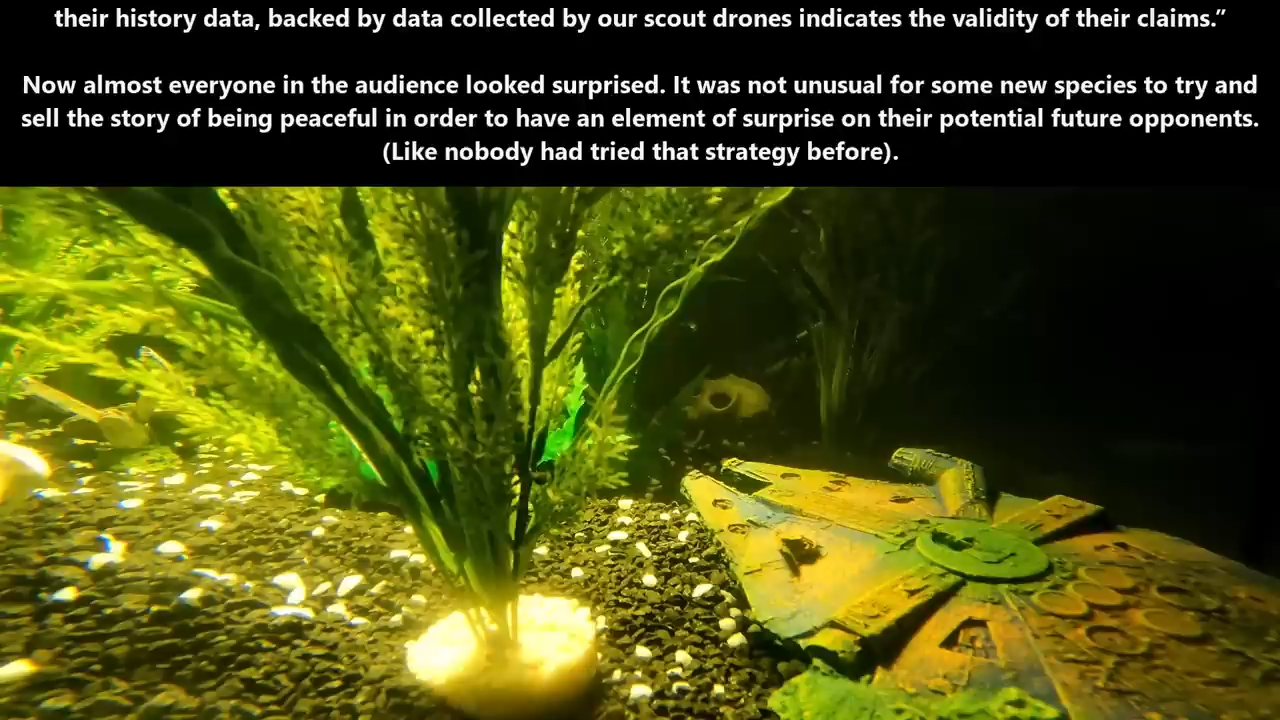 their history data, backed by data collected by our scout drones indicates the validity of their claims.”
Now almost everyone in the audience looked surprised. It was not unusual for some new species to try and
sell the story of being peaceful in order to have an element of surprise on their potential future opponents.
(Like nobody had tried that strategy before).